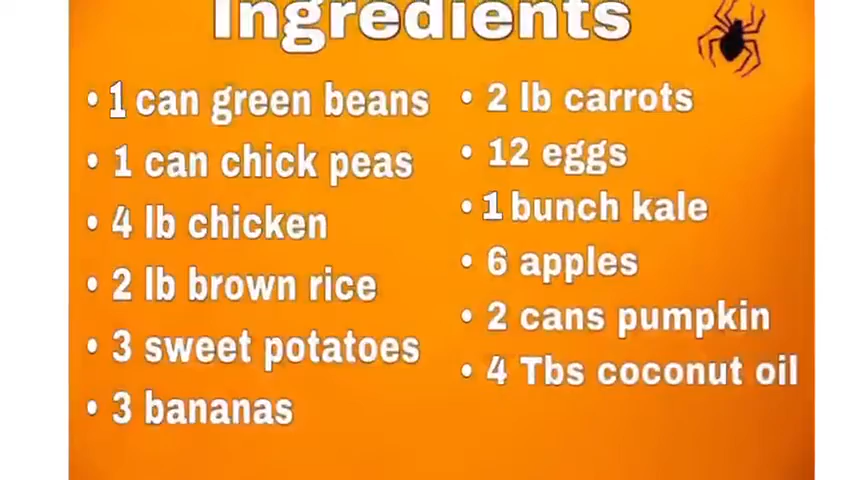 Ingredients
• 1 can green beans
• 1 can chick peas
• 4 lb chicken
• 2 lb brown rice
• 3 sweet potatoes
• 3 bananas
• 2 lb carrots
• 12 eggs
• 1 bunch kale
• 6 apples
• 2 cans pumpkin
• 4 Tbs coconut oil